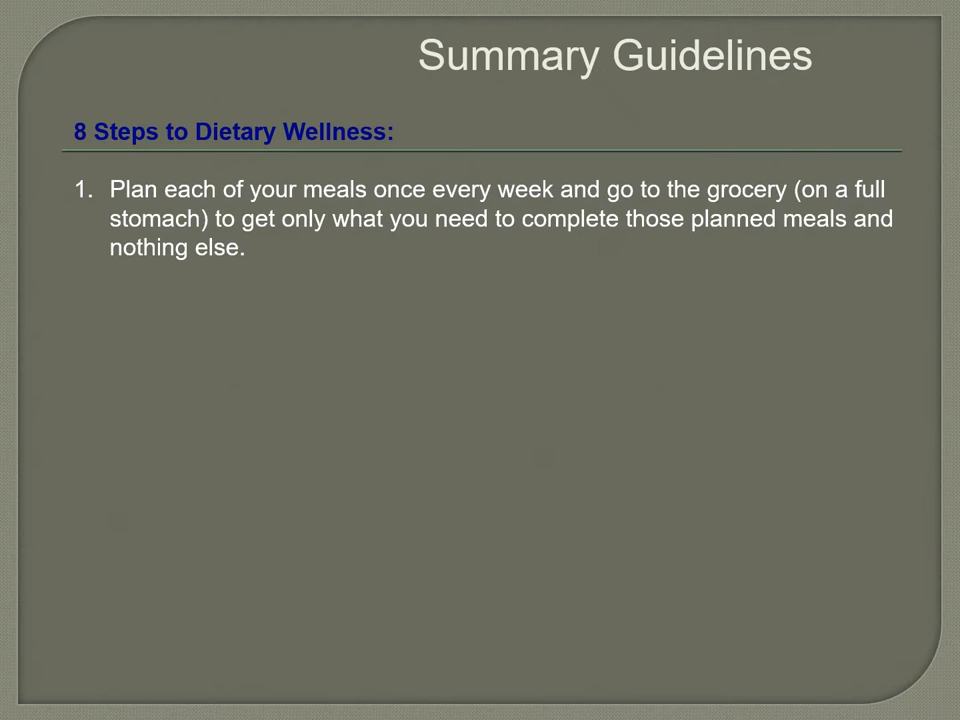 Summary Guidelines
8 Steps to Dietary Wellness:
1. Plan each of your meals once every week and go to the grocery (on a full
stomach) to get only what you need to complete those planned meals and
nothing else.